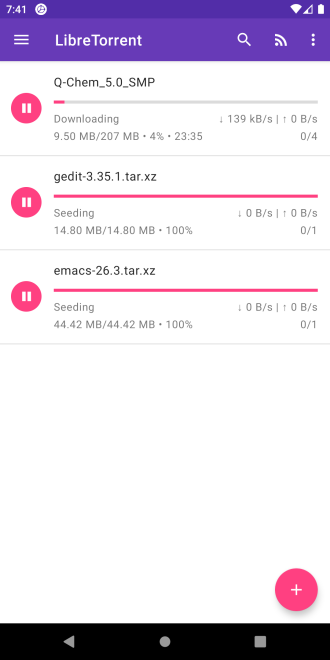 7:41
LibreTorrent
Q-Chem_5.0_SMP
Downloading ↓ 139 kB/s | ↑ 0 B/s
9.50 MB/207 MB • 4% • 23:35 0/4
gedit-3.35.1.tar.xz
Seeding ↓ 0 B/s | ↑ 0 B/s
14.80 MB/14.80 MB • 100% 0/1
emacs-26.3.tar.xz
Seeding ↓ 0 B/s | ↑ 0 B/s
44.42 MB/44.42 MB • 100% 0/1